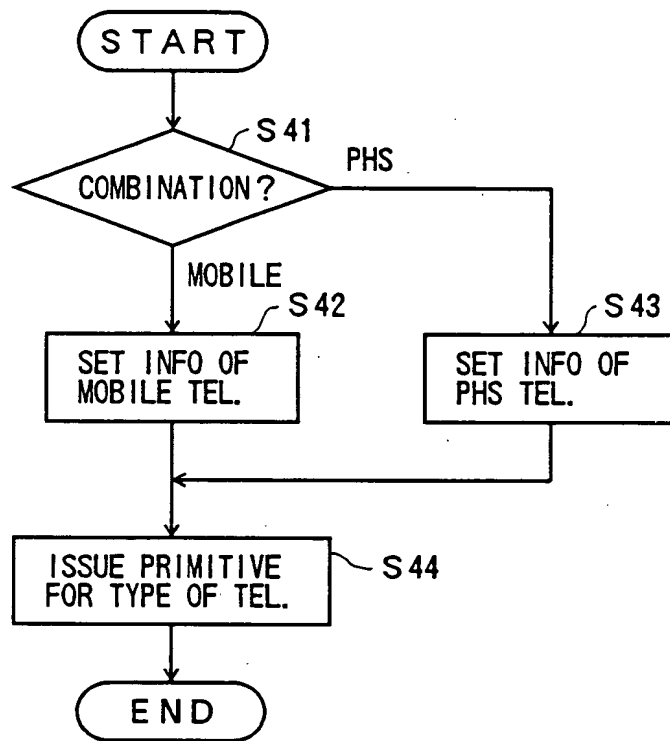 START
S41
COMBINATION?
PHS
MOBILE
S42
SET INFO OF
MOBILE TEL.
S43
SET INFO OF
PHS TEL.
ISSUE PRIMITIVE
FOR TYPE OF TEL.
S44
END